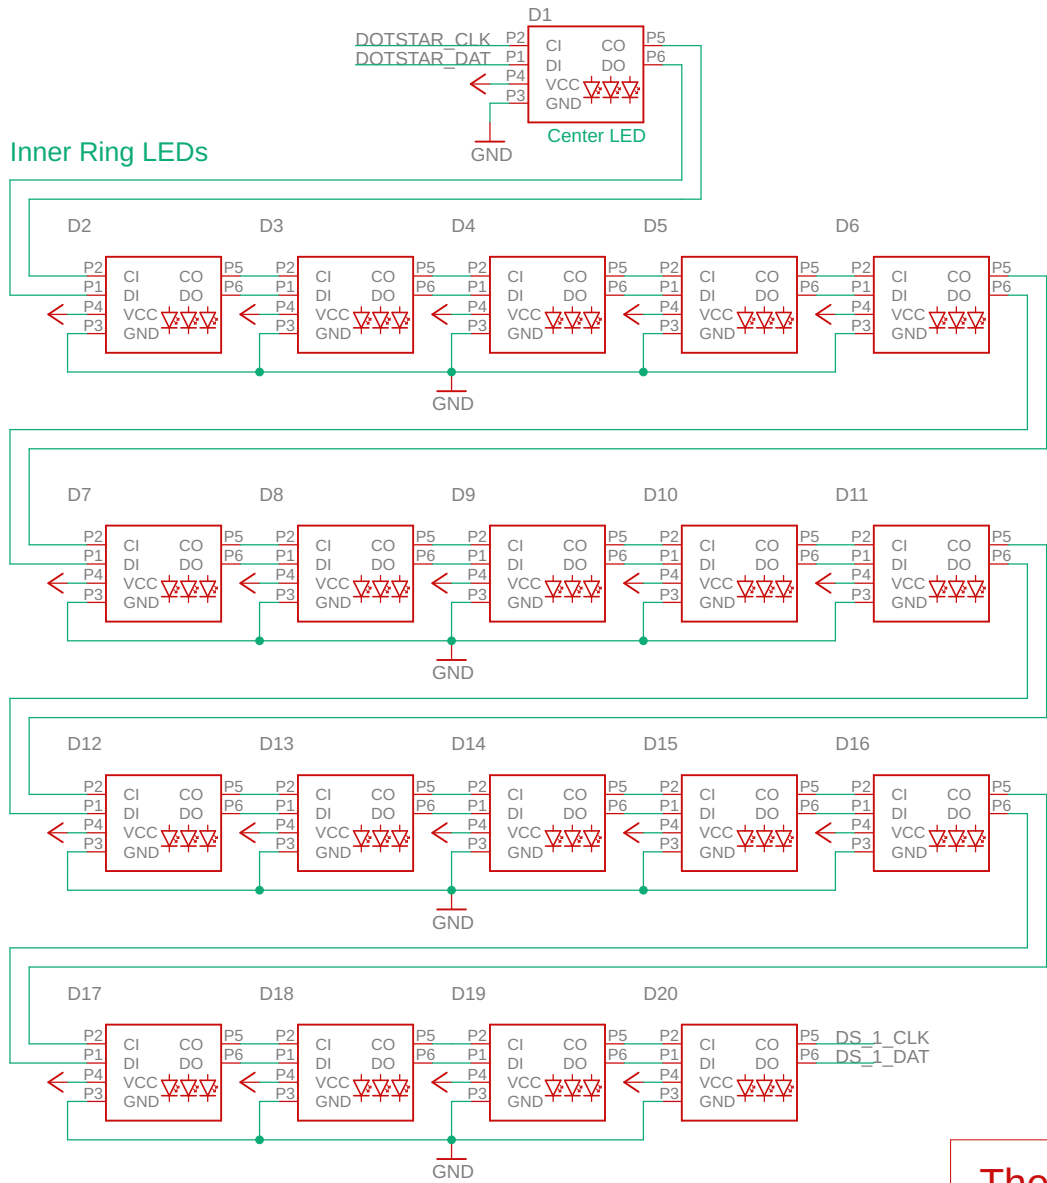 D1
DOTSTAR_CLK P2 CI CO P5
DOTSTAR_DAT P1 DI DO P6
P4 VCC
P3 GND
Center LED
GND
Inner Ring LEDs
D2 D3 D4 D5 D6
P2 CI CO P5 P2 CI CO P5 P2 CI CO P5 P2 CI CO P5 P2 CI CO P5
P1 DI DO P6 P1 DI DO P6 P1 DI DO P6 P1 DI DO P6 P1 DI DO P6
P4 VCC P4 VCC P4 VCC P4 VCC P4 VCC
P3 GND P3 GND P3 GND P3 GND P3 GND
GND
D7 D8 D9 D10 D11
P2 CI CO P5 P2 CI CO P5 P2 CI CO P5 P2 CI CO P5 P2 CI CO P5
P1 DI DO P6 P1 DI DO P6 P1 DI DO P6 P1 DI DO P6 P1 DI DO P6
P4 VCC P4 VCC P4 VCC P4 VCC P4 VCC
P3 GND P3 GND P3 GND P3 GND P3 GND
GND
D12 D13 D14 D15 D16
P2 CI CO P5 P2 CI CO P5 P2 CI CO P5 P2 CI CO P5 P2 CI CO P5
P1 DI DO P6 P1 DI DO P6 P1 DI DO P6 P1 DI DO P6 P1 DI DO P6
P4 VCC P4 VCC P4 VCC P4 VCC P4 VCC
P3 GND P3 GND P3 GND P3 GND P3 GND
GND
D17 D18 D19 D20
P2 CI CO P5 P2 CI CO P5 P2 CI CO P5 P2 CI CO P5 DS_1_CLK
P1 DI DO P6 P1 DI DO P6 P1 DI DO P6 P1 DI DO P6 DS_1_DAT
P4 VCC P4 VCC P4 VCC P4 VCC
P3 GND P3 GND P3 GND P3 GND
GND